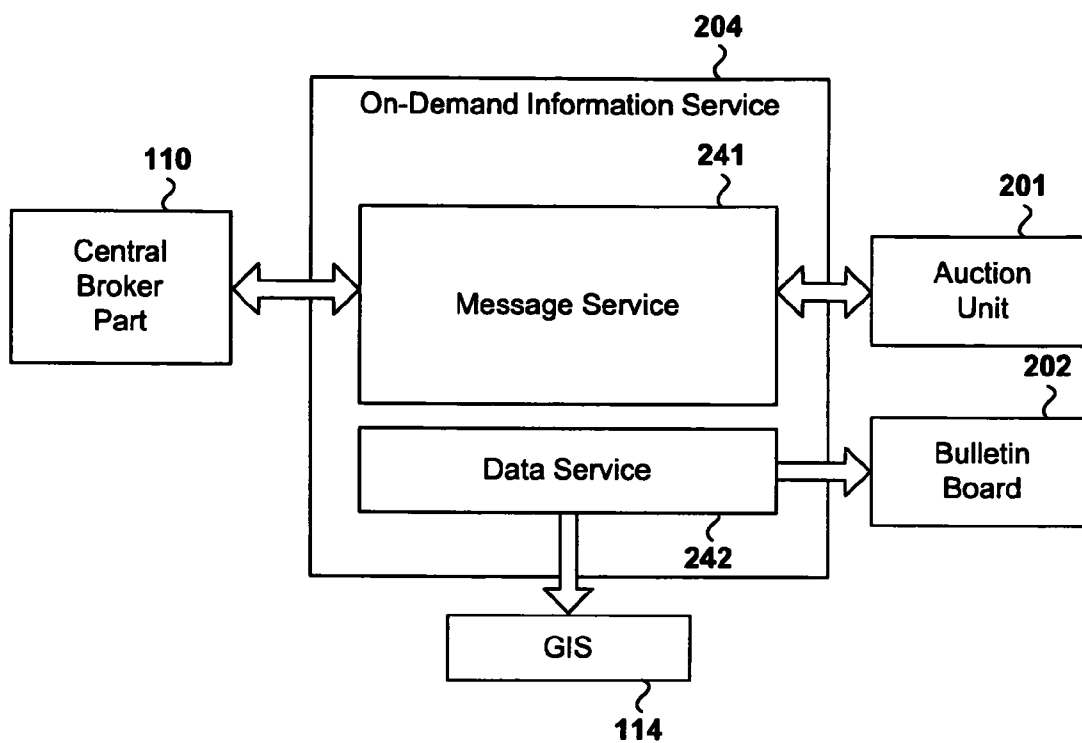 204
On-Demand Information Service
110
241
201
Central
Broker
Part
Message Service
Auction
Unit
202
Data Service
Bulletin
Board
242
GIS
114